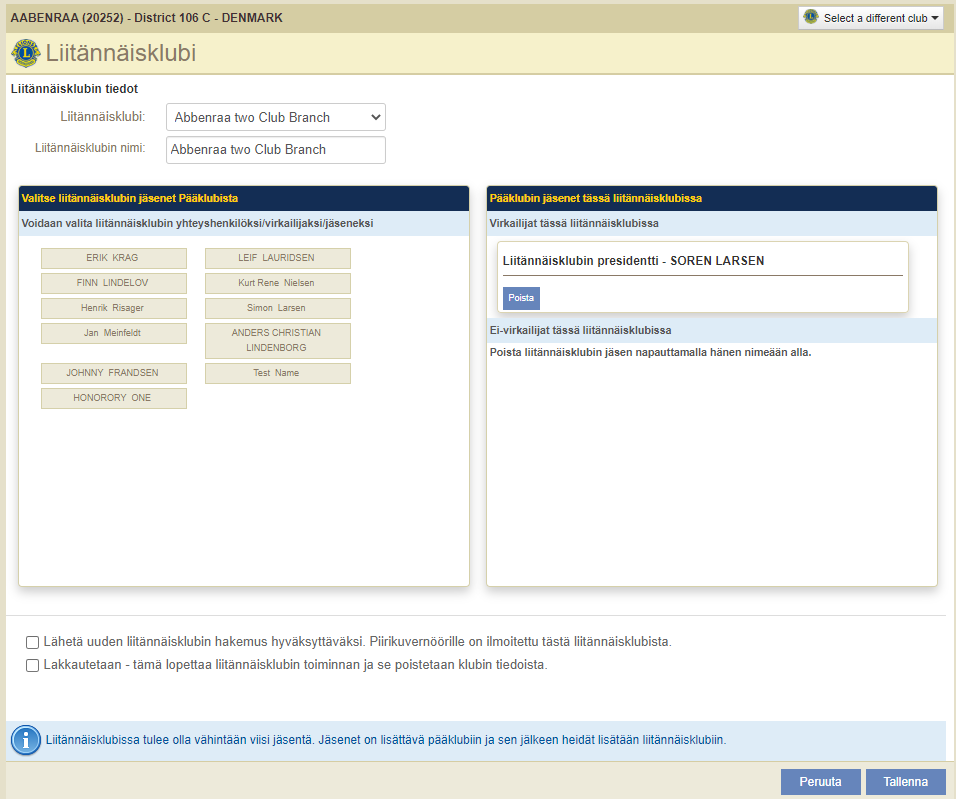 AABENRAA (20252) - District 106 C - DENMARK
Select a different club
Liitännäisklubi
Liitännäisklubin tiedot
Liitännäisklubi:
Abbenraa two Club Branch
Liitännäisklubin nimi:
Abbenraa two Club Branch
Valitse liitännäisklubin jäsenet Pääklubista
Voidaan valita liitännäisklubin yhteyshenkilöksi/virkailijaksi/jäseneksi
ERIK KRAG
LEIF LAURIDSEN
FINN LINDELOV
Kurt Rene Nielsen
Henrik Risager
Simon Larsen
Jan Meinfeldt
ANDERS CHRISTIAN
LINDENBORG
JOHNNY FRANDSEN
Test Name
HONORORY ONE
Pääklubin jäsenet tässä liitännäisklubissa
Virkailijat tässä liitännäisklubissa
Liitännäisklubin presidentti - SOREN LARSEN
Poista
Ei-virkailijat tässä liitännäisklubissa
Poista liitännäisklubin jäsen napauttamalla hänen nimeään alla.
Lähetä uuden liitännäisklubin hakemus hyväksyttäväksi. Piirikuvernöörille on ilmoitettu tästä liitännäisklubista.
Lakkautetaan - tämä lopettaa liitännäisklubin toiminnan ja se poistetaan klubin tiedoista.
Liitännäisklubissa tulee olla vähintään viisi jäsentä. Jäsenet on lisättävä pääklubiin ja sen jälkeen heidät lisätään liitännäisklubiin.
Peruuta
Tallenna